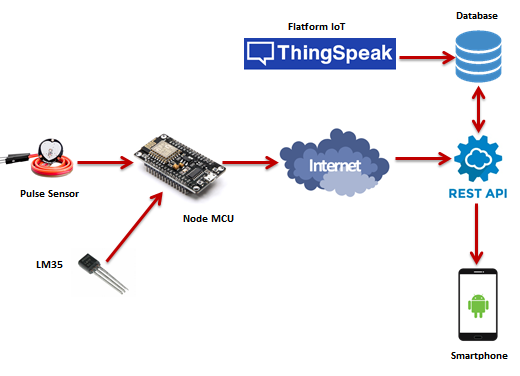 Database
Flatform IoT
ThingSpeak
Internet
Pulse Sensor
Node MCU
REST API
LM35
Smartphone